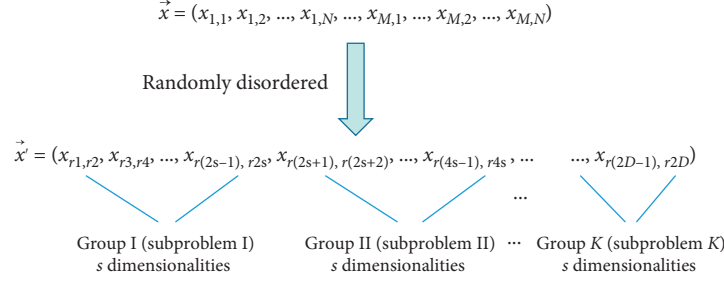 x⃗ = (x1,1, x1,2, ..., x1,N, ..., xM,1, ..., xM,2, ..., xM,N)
Randomly disordered
x⃗' = (xr1,r2, xr3,r4, ..., xr(2s–1), r2s, xr(2s+1), r(2s+2), ..., xr(4s–1), r4s, ... ..., xr(2D–1), r2D)
...
Group I (subproblem I) Group II (subproblem II) ... Group K (subproblem K)
s dimensionalities s dimensionalities s dimensionalities